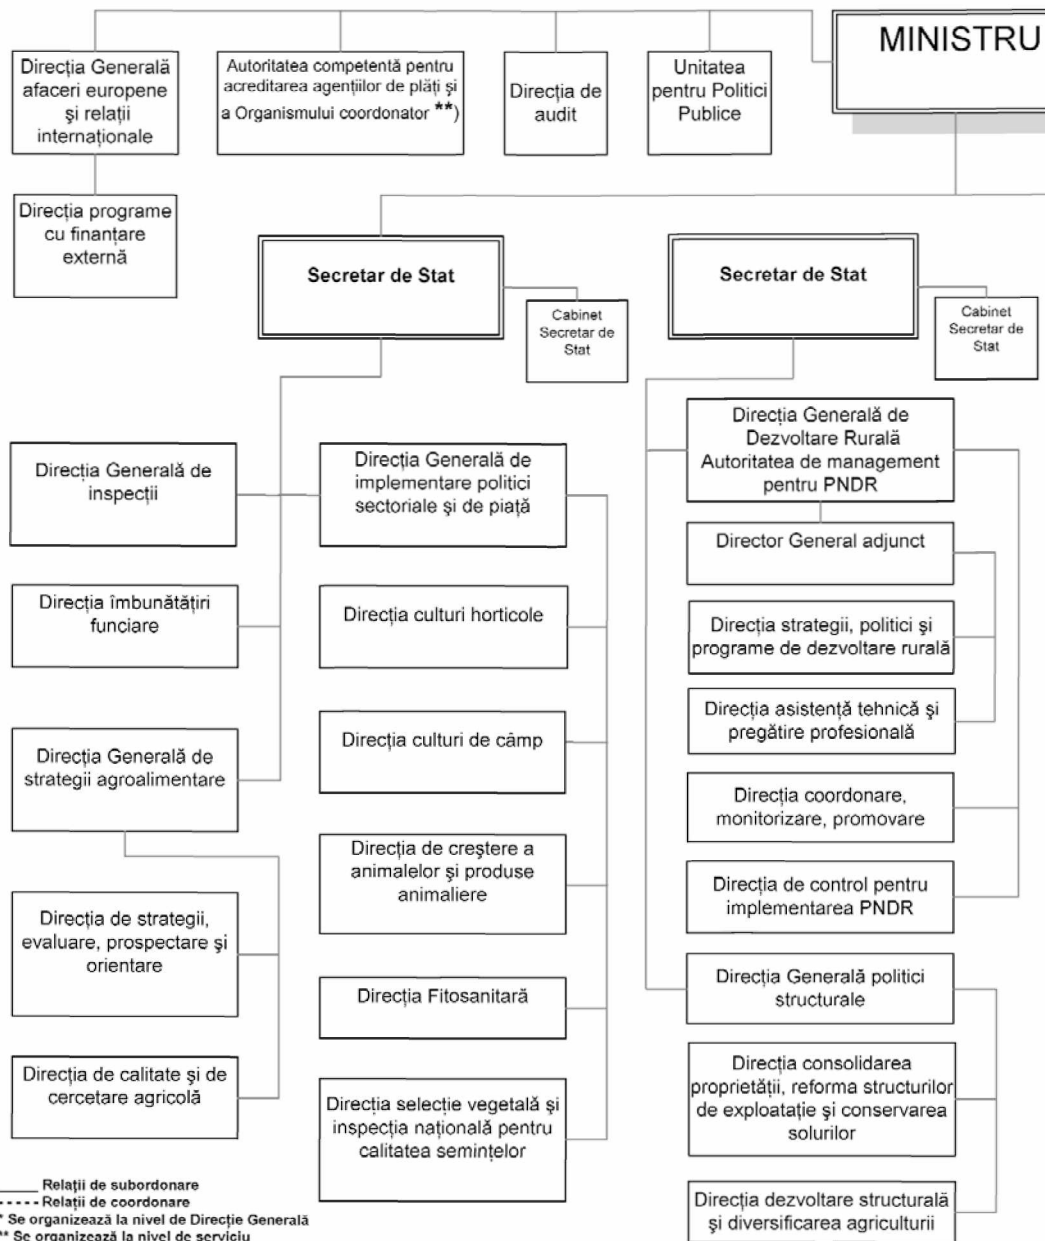 MINISTRU
Direcția Generală
afaceri europene
și relații
internaționale
Autoritatea competentă pentru
acreditarea agențiilor de plăți și
a Organismului coordonator **)
Direcția de
audit
Unitatea
pentru Politici
Publice
Direcția programe
cu finanțare
externă
Secretar de Stat
Cabinet
Secretar de
Stat
Secretar de Stat
Cabinet
Secretar de
Stat
Direcția Generală de
inspecții
Direcția îmbunătățiri
funciare
Direcția Generală de
strategii agroalimentare
Direcția de strategii,
evaluare, prospectare și
orientare
Direcția de calitate și de
cercetare agricolă
Direcția Generală de
implementare politici
sectoriale și de piață
Direcția culturi horticole
Direcția culturi de câmp
Direcția de creștere a
animalelor și produse
animaliere
Direcția Fitosanitară
Direcția selecție vegetală și
inspecția națională pentru
calitatea semințelor
Direcția Generală de
Dezvoltare Rurală
Autoritatea de management
pentru PNDR
Director General adjunct
Direcția strategii, politici și
programe de dezvoltare rurală
Direcția asistență tehnică și
pregătire profesională
Direcția coordonare,
monitorizare, promovare
Direcția de control pentru
implementarea PNDR
Direcția Generală politici
structurale
Direcția consolidarea
proprietății, reforma structurilor
de exploatație și conservarea
solurilor
Direcția dezvoltare structurală
și diversificarea agriculturii
____ Relații de subordonare
----- Relații de coordonare
* Se organizează la nivel de Direcție Generală
** Se organizează la nivel de serviciu